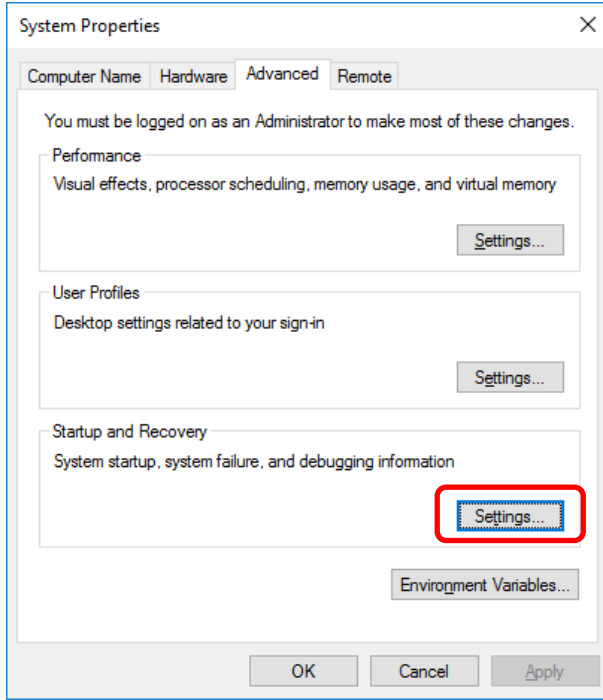 System Properties
Computer Name Hardware Advanced Remote
You must be logged on as an Administrator to make most of these changes.
Performance
Visual effects, processor scheduling, memory usage, and virtual memory
Settings...
User Profiles
Desktop settings related to your sign-in
Settings...
Startup and Recovery
System startup, system failure, and debugging information
Settings...
Environment Variables...
OK Cancel Apply